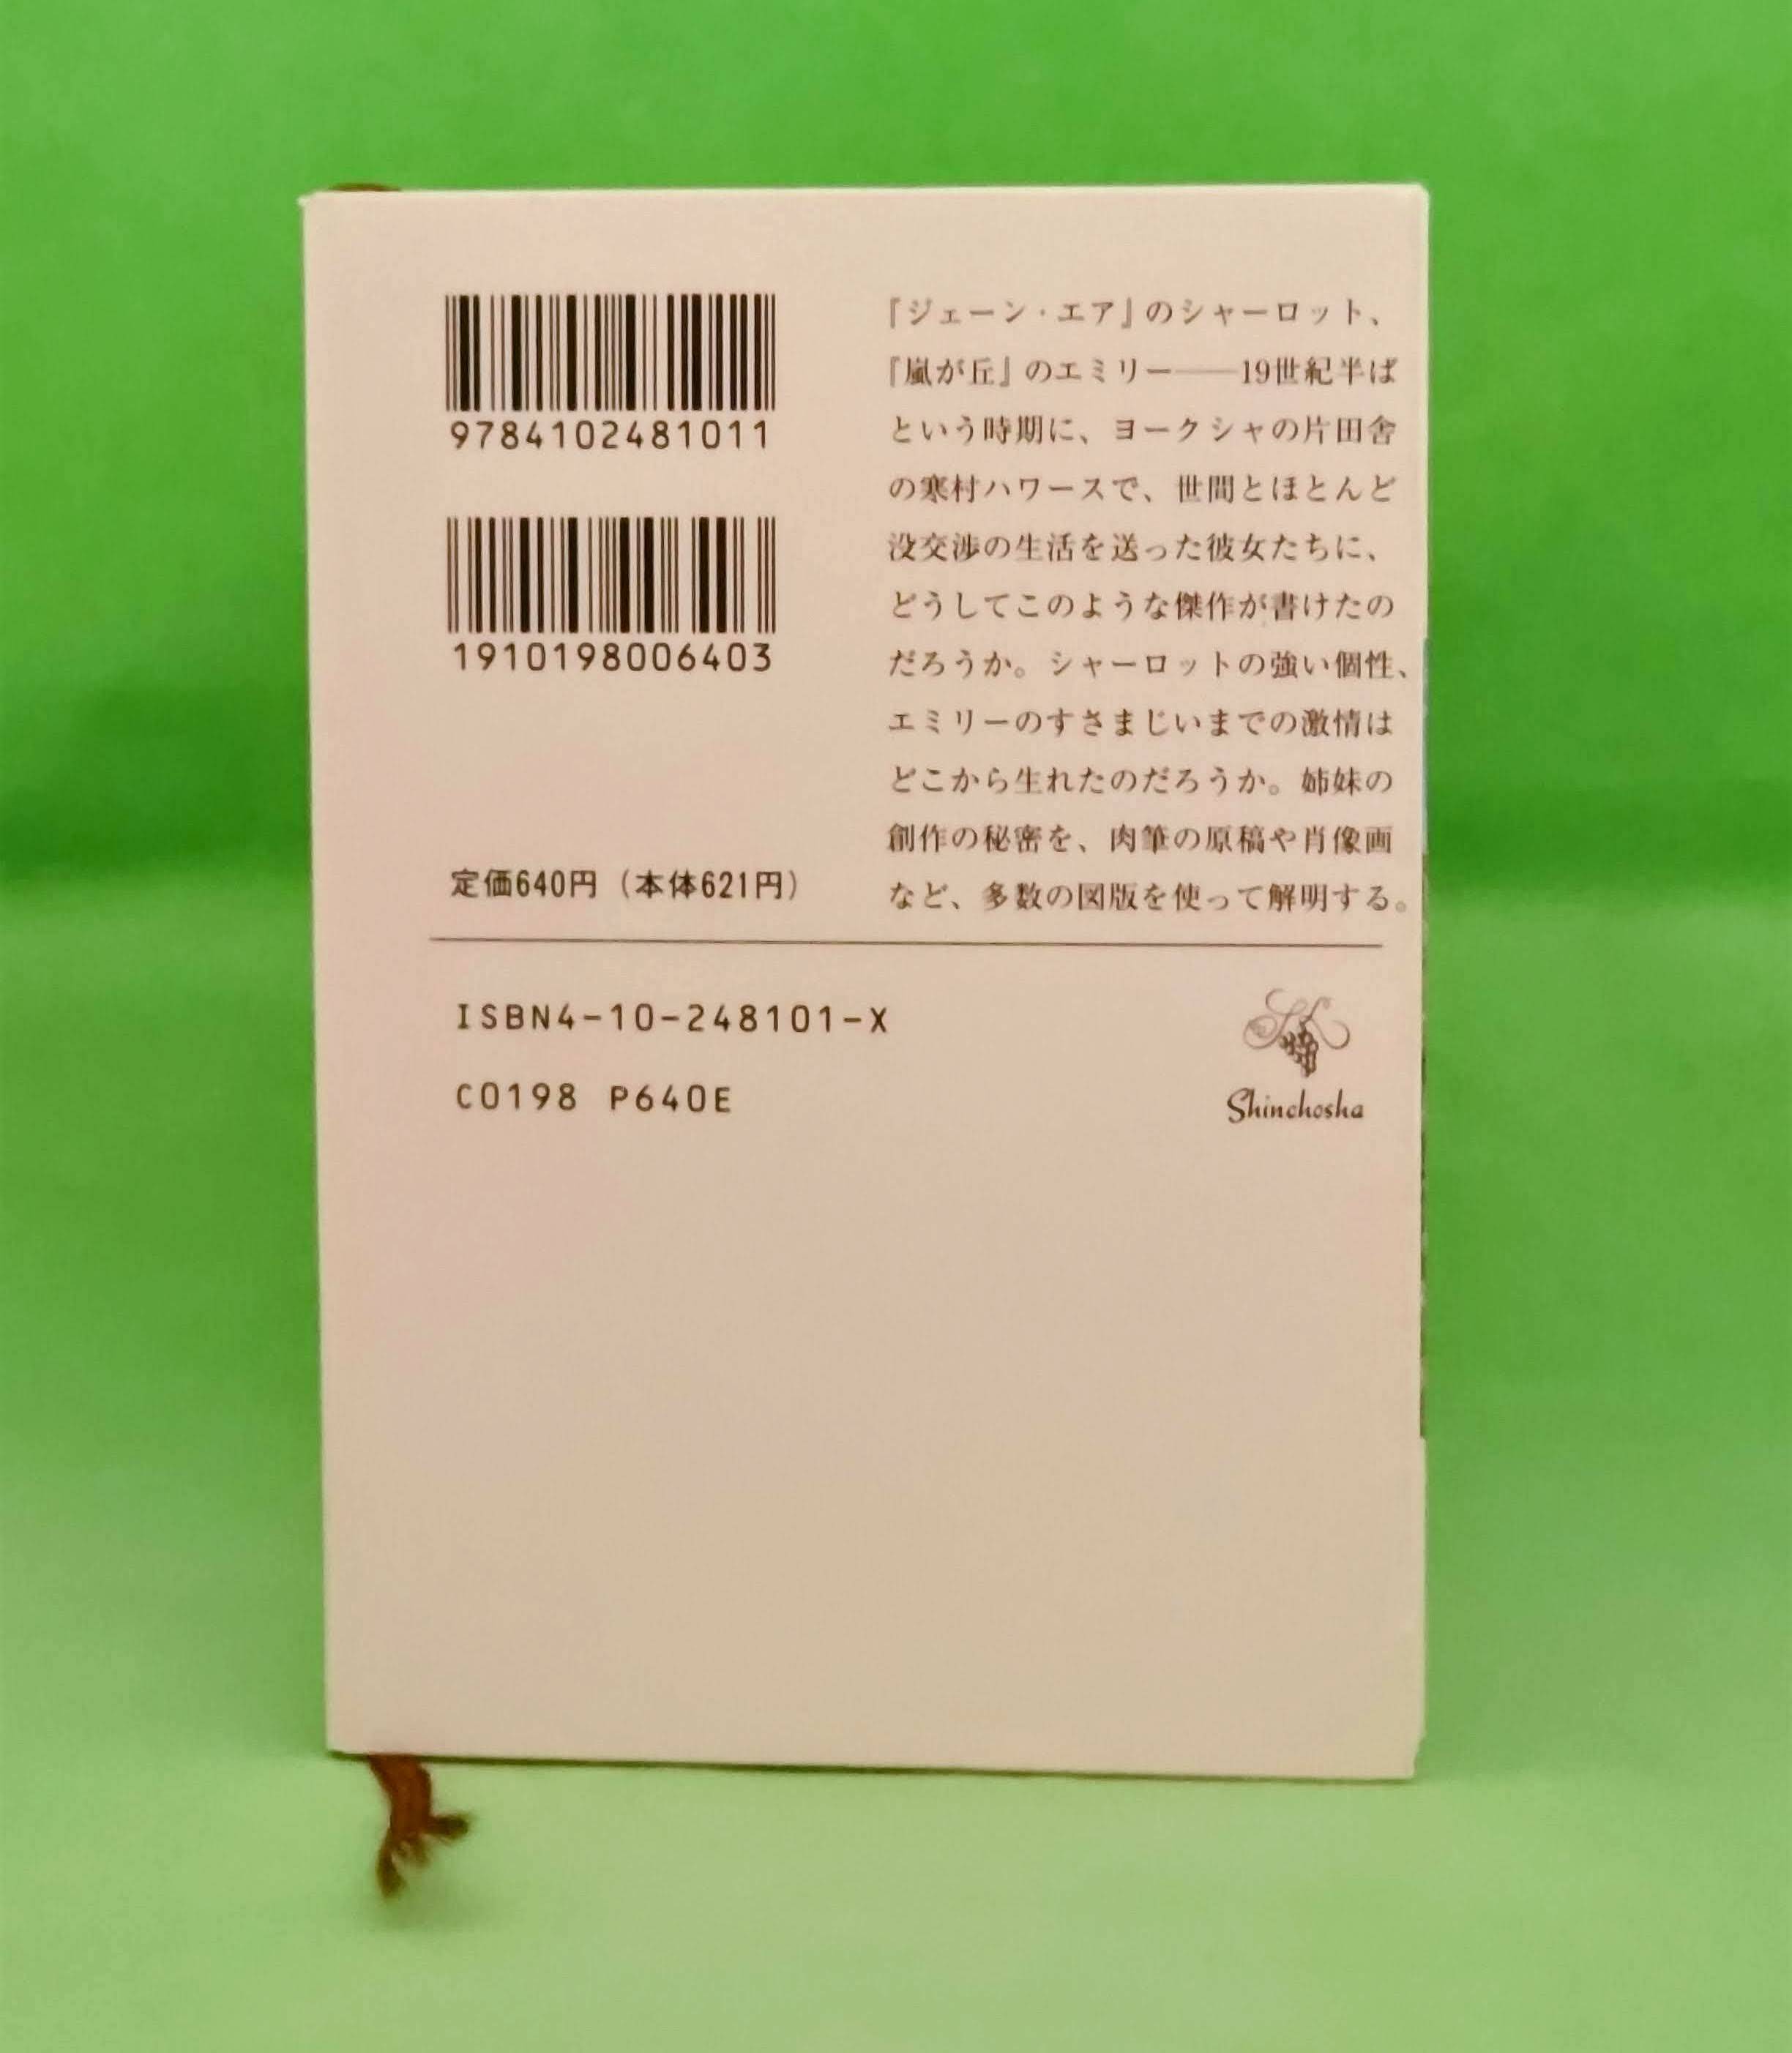 9784102481011
1910198006403
定価640円（本体621円）
『ジェーン・エア』のシャーロット、
『嵐が丘』のエミリー――19世紀半ば
という時期に、ヨークシャの片田舎
の寒村ハワースで、世間とほとんど
没交渉の生活を送った彼女たちに、
どうしてこのような傑作が書けたの
だろうか。シャーロットの強い個性、
エミリーのすさまじいまでの激情は
どこから生れたのだろうか。姉妹の
創作の秘密を、肉筆の原稿や肖像画
など、多数の図版を使って解明する。
ISBN4-10-248101-X
C0198 P640E
Shinchosha